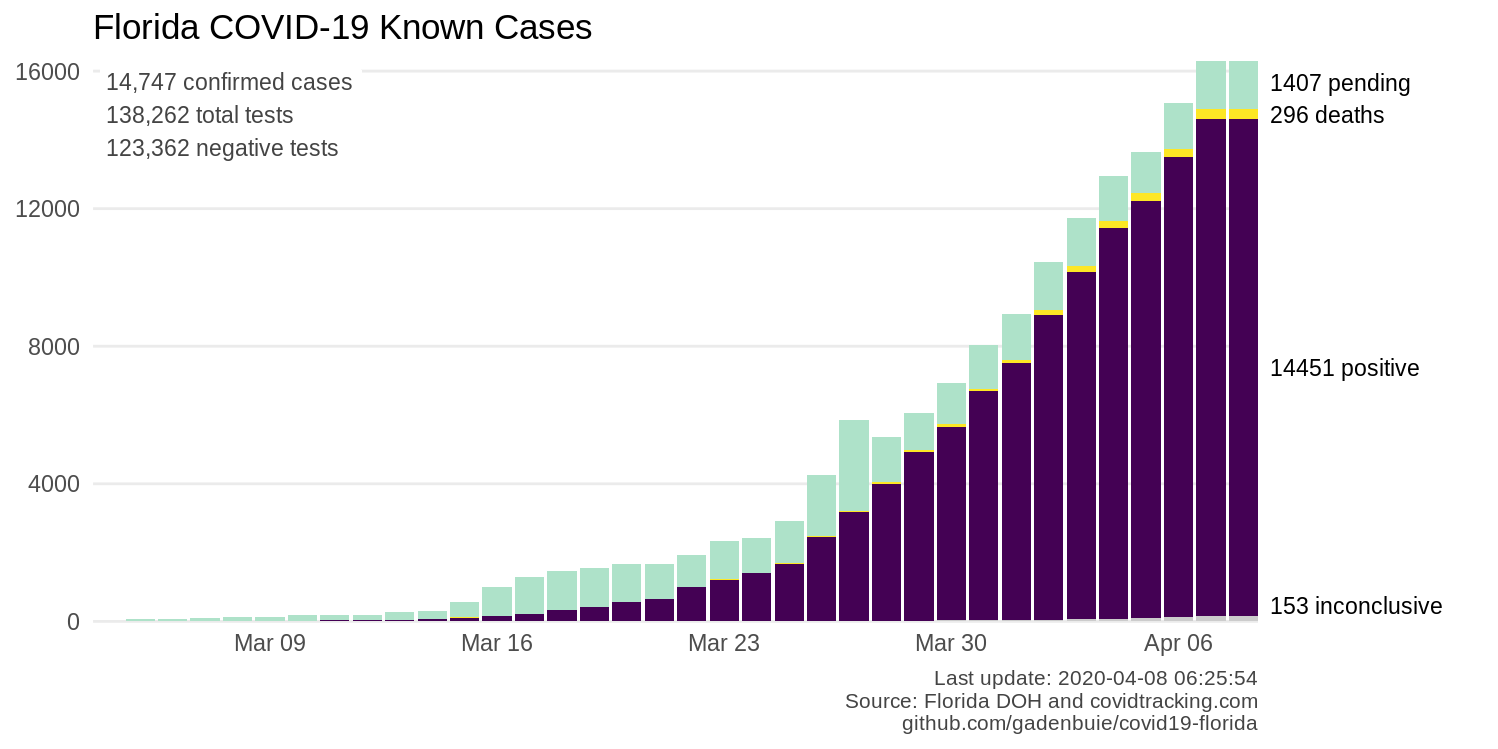 Florida COVID-19 Known Cases
16000
14,747 confirmed cases
138,262 total tests
123,362 negative tests
1407 pending
296 deaths
12000
8000
14451 positive
4000
153 inconclusive
0
Mar 09 Mar 16 Mar 23 Mar 30 Apr 06
Last update: 2020-04-08 06:25:54
Source: Florida DOH and covidtracking.com
github.com/gadenbuie/covid19-florida